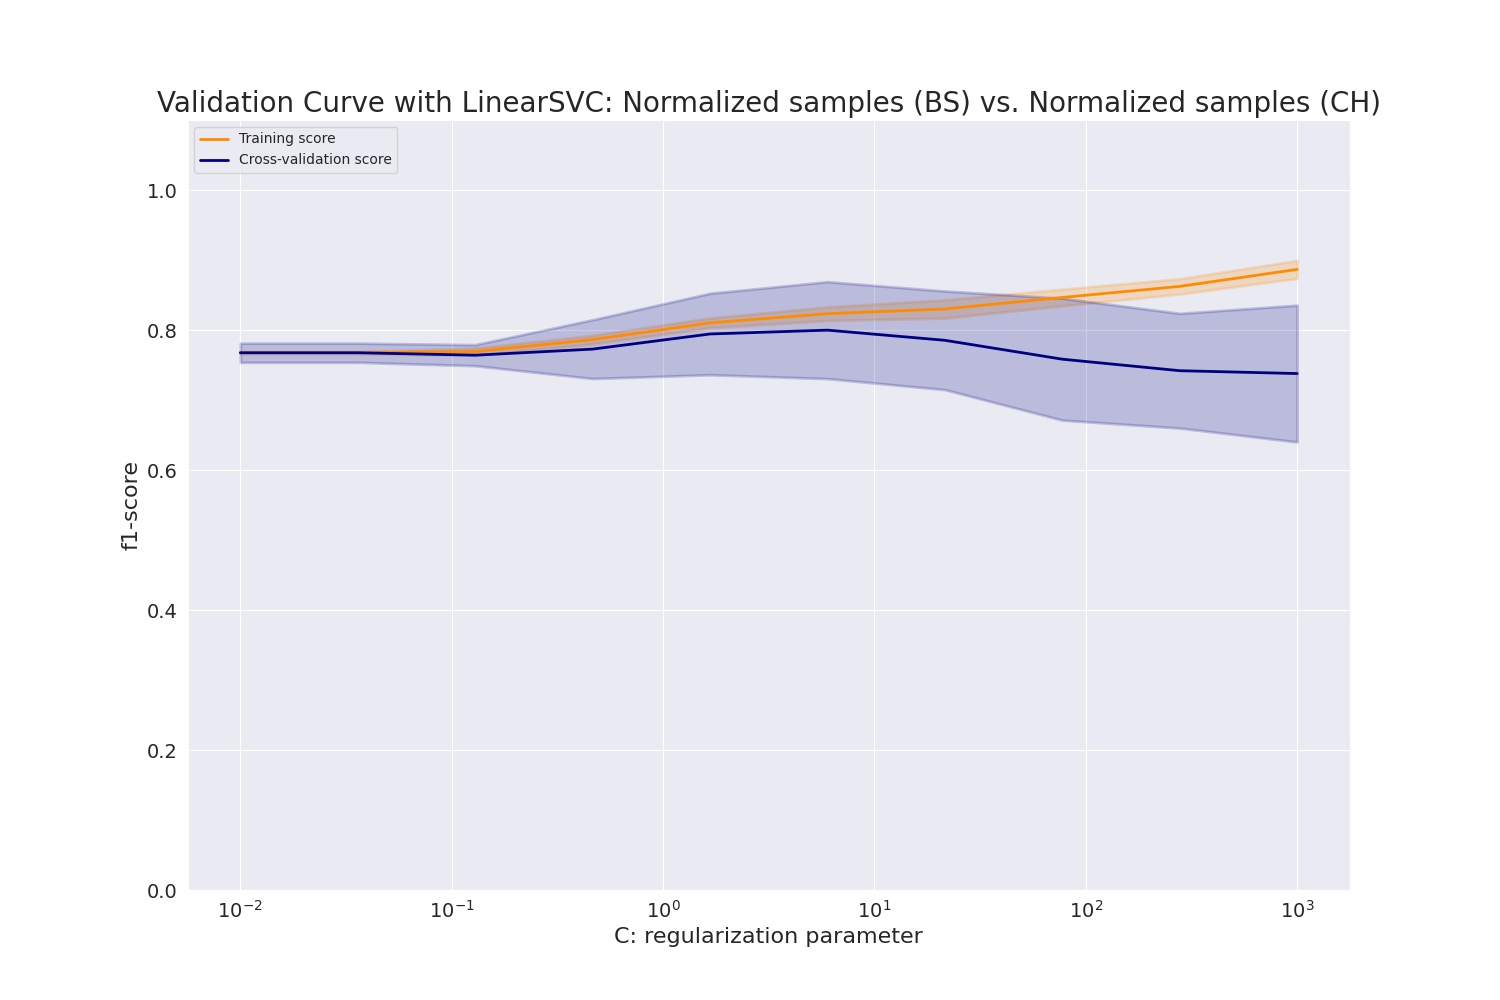 Validation Curve with LinearSVC: Normalized samples (BS) vs. Normalized samples (CH)
Training score
Cross-validation score
1.0
0.8
0.6
0.4
0.2
0.0
f1-score
10⁻² 10⁻¹ 10⁰ 10¹ 10² 10³
C: regularization parameter